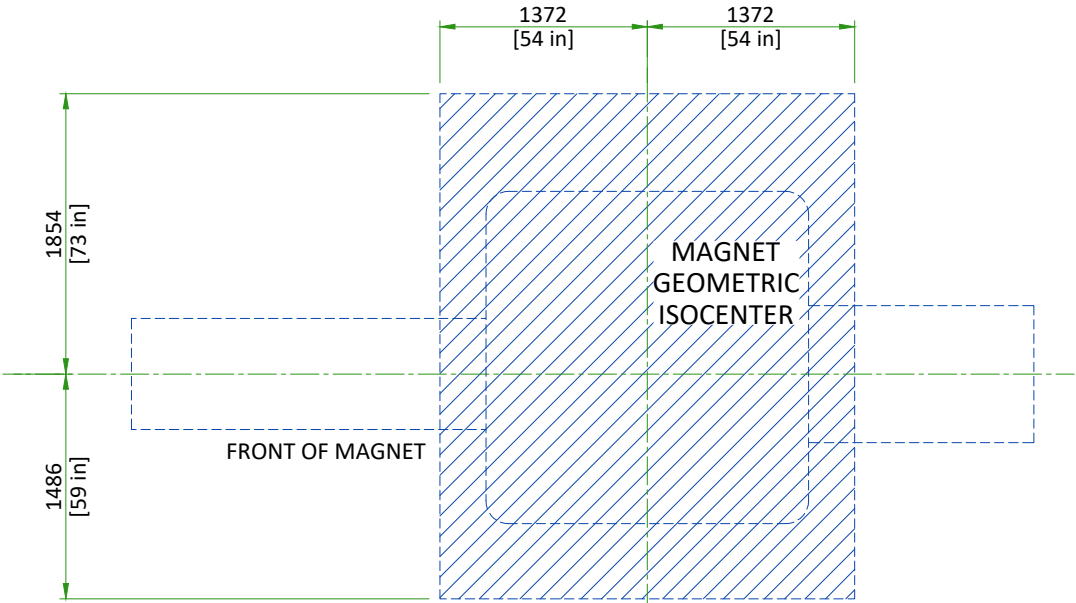 1372
[54 in]
1372
[54 in]
1854
[73 in]
MAGNET
GEOMETRIC
ISOCENTER
FRONT OF MAGNET
1486
[59 in]